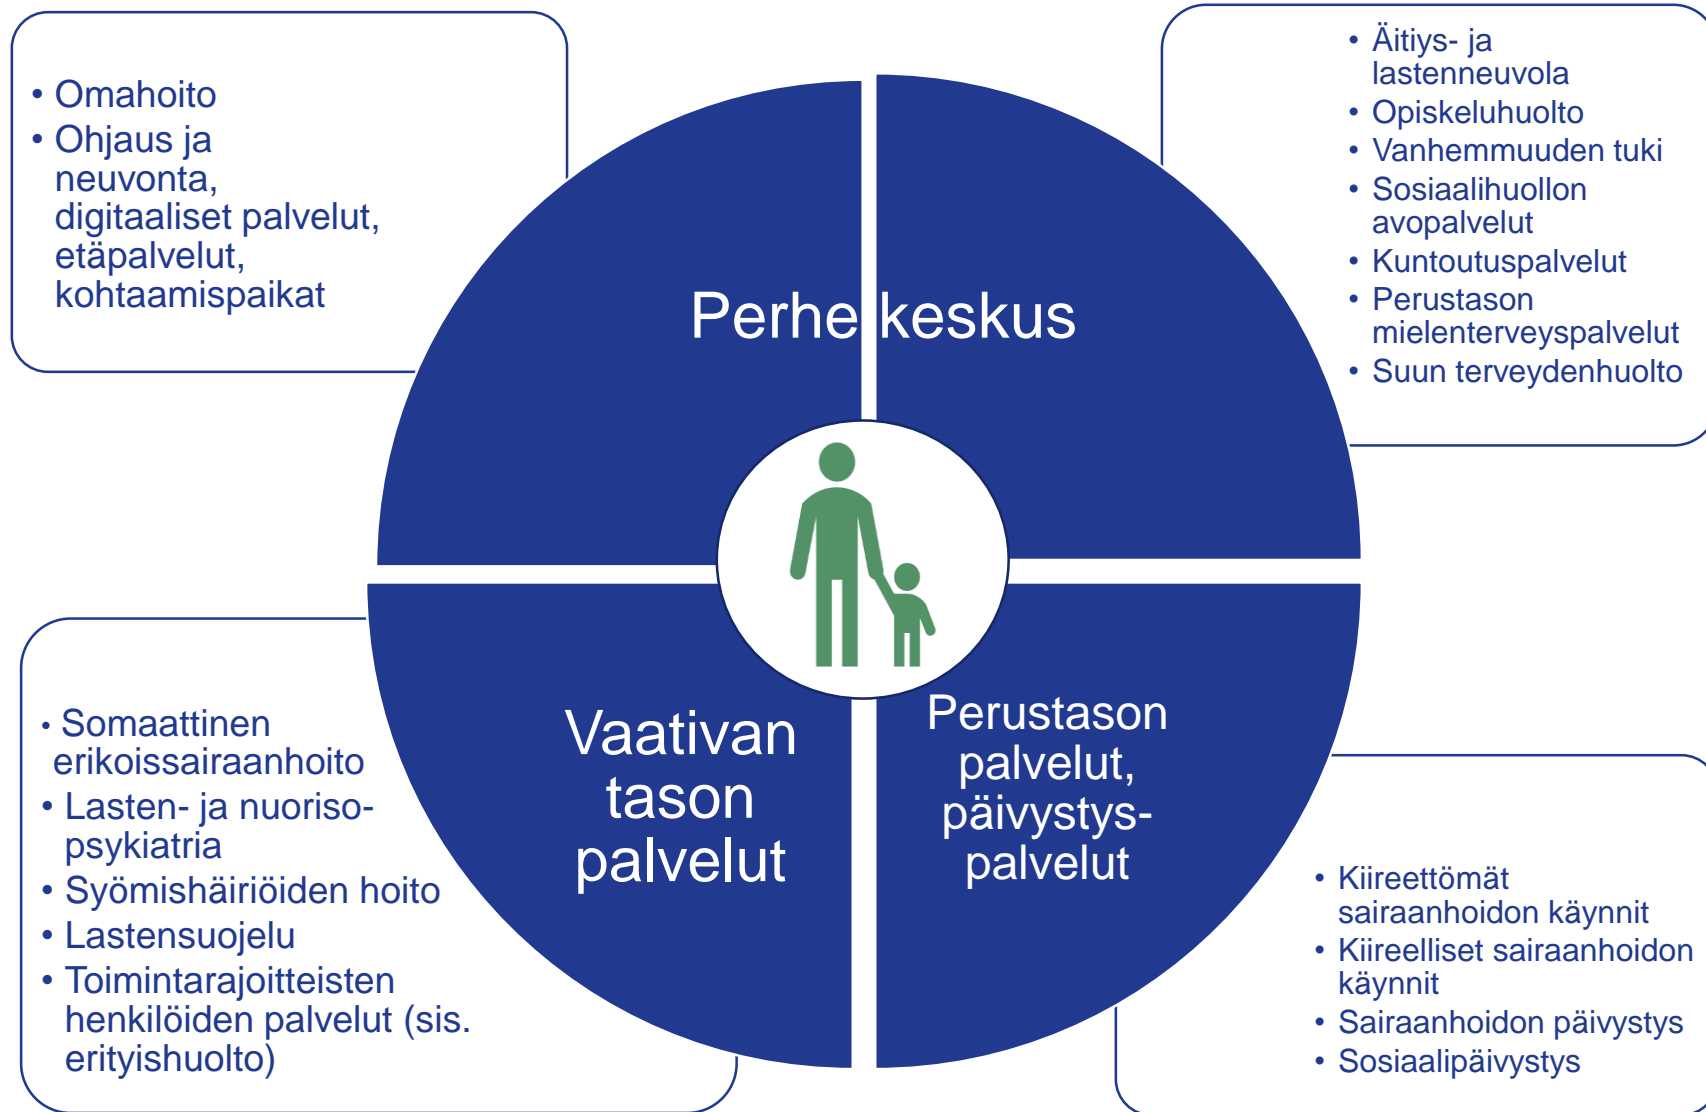 • Omahoito
• Ohjaus ja
neuvonta,
digitaaliset palvelut,
etäpalvelut,
kohtaamispaikat
• Äitiys- ja
lastenneuvola
• Opiskeluhuolto
• Vanhemmuuden tuki
• Sosiaalihuollon
avopalvelut
• Kuntoutuspalvelut
• Perustason
mielenterveyspalvelut
• Suun terveydenhuolto
Perhekeskus
Vaativan
tason
palvelut
Perustason
palvelut,
päivystys-
palvelut
• Somaattinen
erikoissairaanhoito
• Lasten- ja nuoriso-
psykiatria
• Syömishäiriöiden hoito
• Lastensuojelu
• Toimintarajoitteisten
henkilöiden palvelut (sis.
erityishuolto)
• Kiireettömät
sairaanhoidon käynnit
• Kiireelliset sairaanhoidon
käynnit
• Sairaanhoidon päivystys
• Sosiaalipäivystys